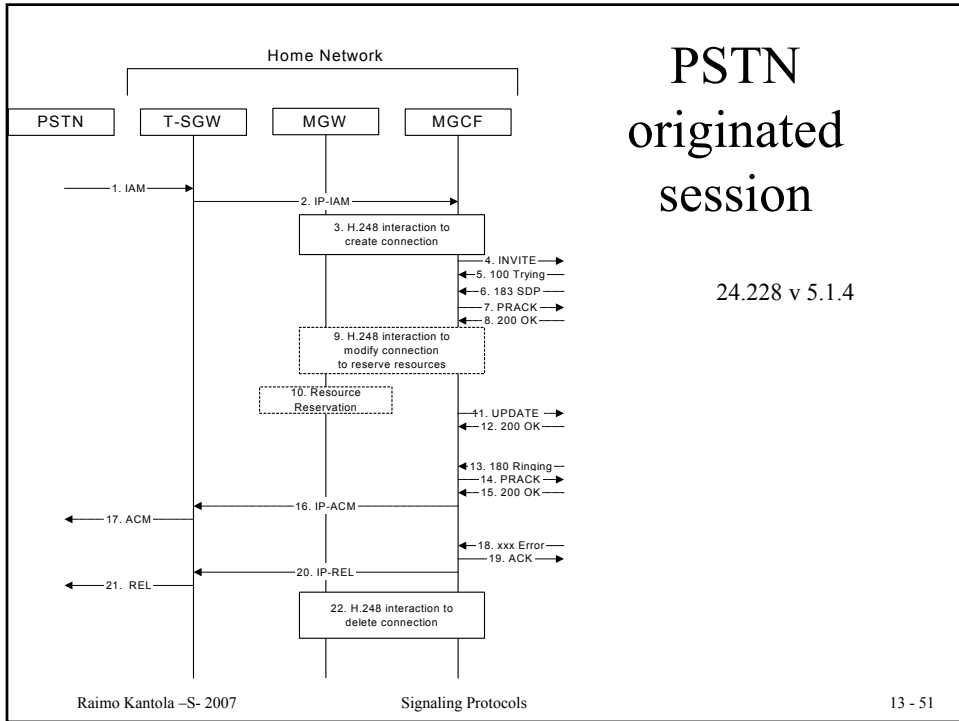 Home Network
PSTN
T-SGW
MGW
MGCF
1. IAM
2. IP-IAM
3. H.248 interaction to
create connection
4. INVITE
5. 100 Trying
6. 183 SDP
7. PRACK
8. 200 OK
9. H.248 interaction to
modify connection
to reserve resources
10. Resource
Reservation
11. UPDATE
12. 200 OK
13. 180 Ringing
14. PRACK
15. 200 OK
16. IP-ACM
17. ACM
18. xxx Error
19. ACK
20. IP-REL
21. REL
22. H.248 interaction to
delete connection
PSTN
originated
session
24.228 v 5.1.4
Raimo Kantola –S- 2007
Signaling Protocols
13 - 51